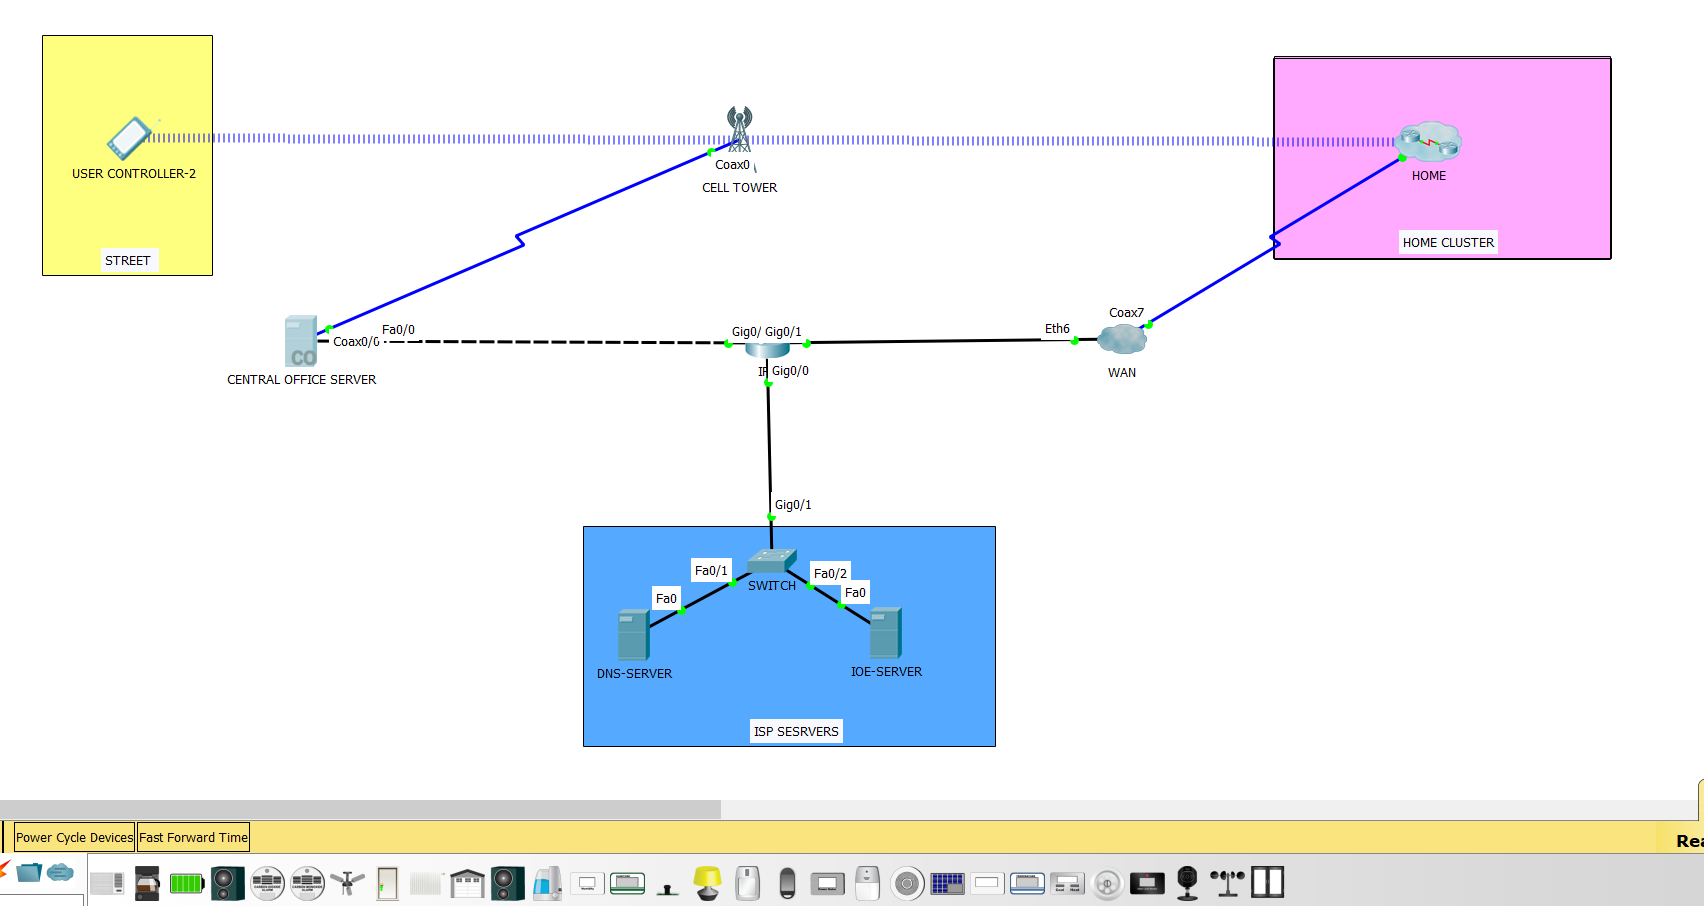 USER CONTROLLER-2
STREET
Coax0
CELL TOWER
HOME
HOME CLUSTER
Fa0/0
Coax0/0
CO
CENTRAL OFFICE SERVER
Gig0/ Gig0/1
Gig0/0
Eth6
Coax7
WAN
Gig0/1
Fa0/1
SWITCH
Fa0/2
Fa0
Fa0
DNS-SERVER
IOE-SERVER
ISP SESRVERS
Power Cycle Devices
Fast Forward Time
Rea